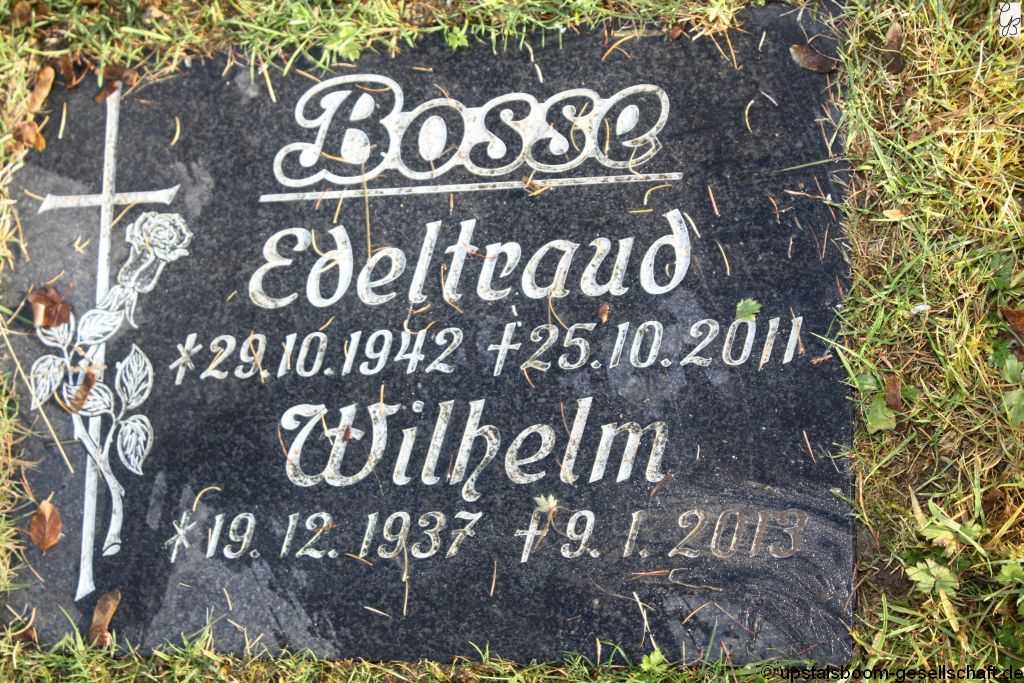 Bosse
Edeltraud
*29.10.1942 †25.10.2011
Wilhelm
*19. 12. 1937 †9. 1. 2013
© upstalsboom-gesellschaft.de